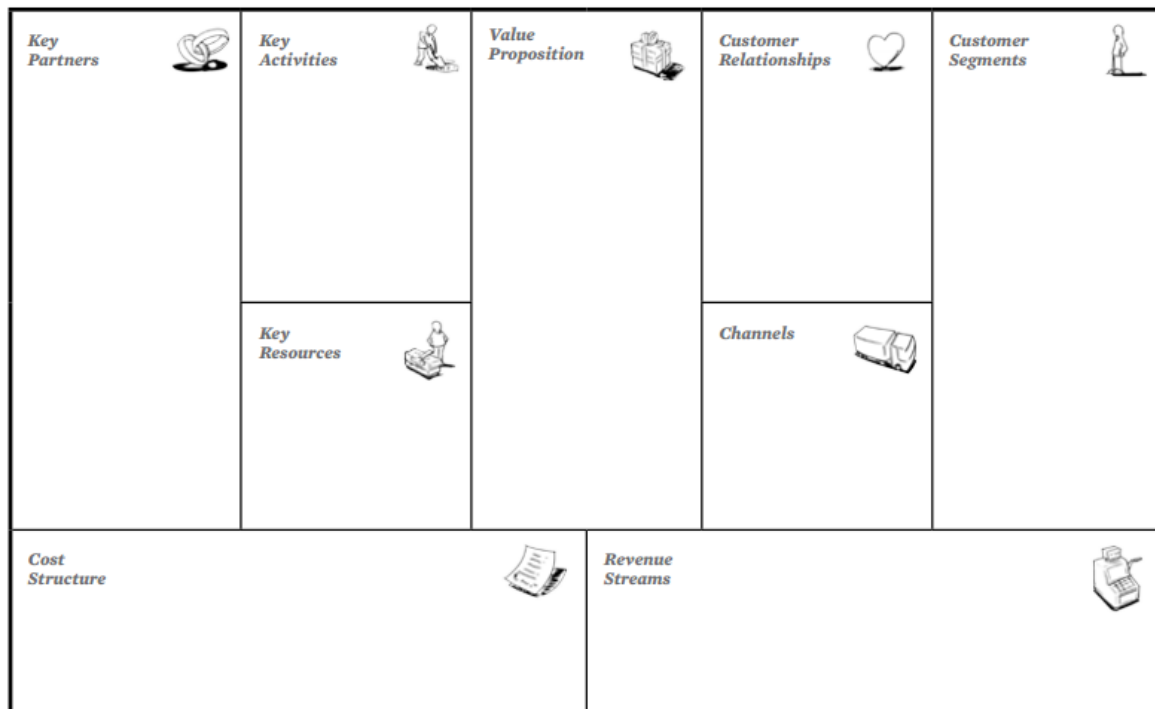 Key
Partners
Key
Activities
Value
Proposition
Customer
Relationships
Customer
Segments
Key
Resources
Channels
Cost
Structure
Revenue
Streams